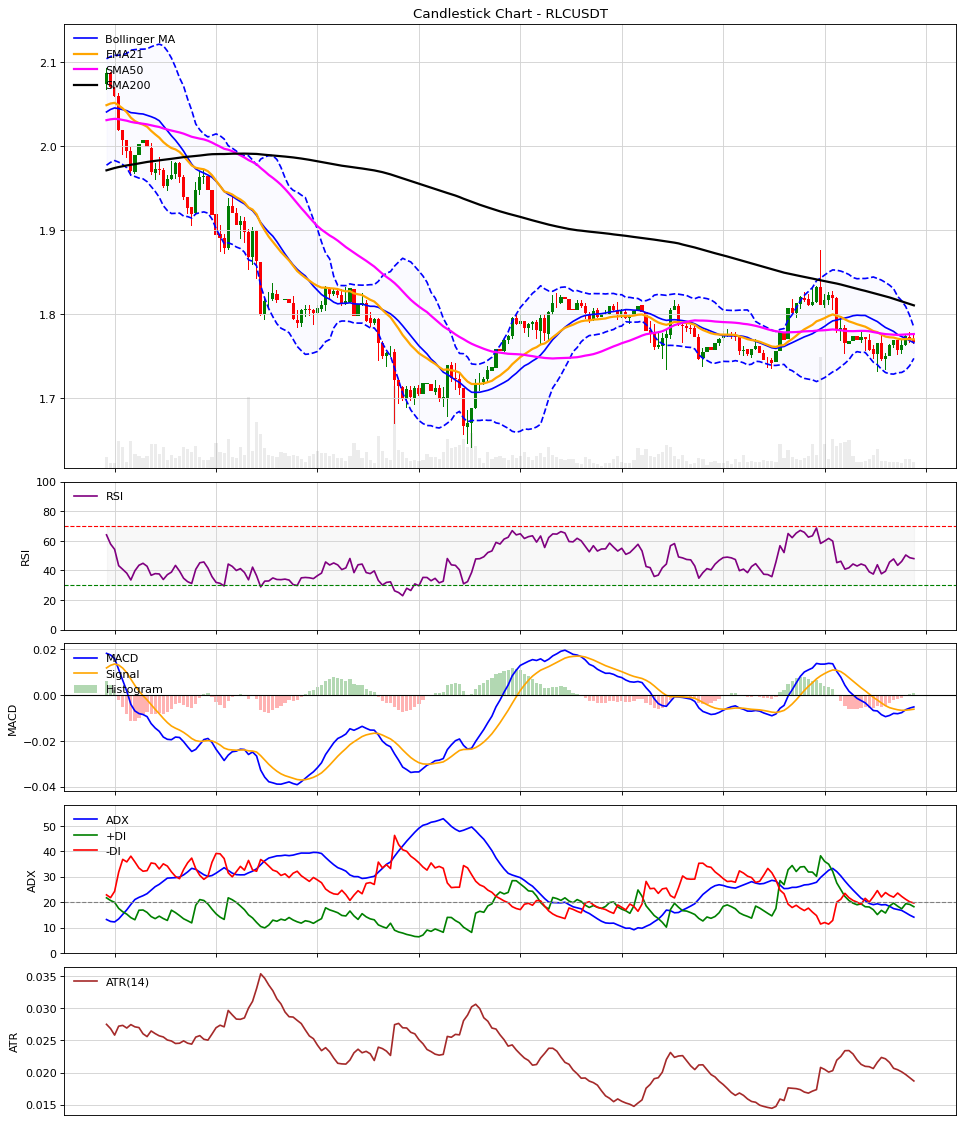 Candlestick Chart - RLCUSDT
Bollinger MA
EMA21
SMA50
SMA200
2.1
2.0
1.9
1.8
1.7
RSI
100
80
60
40
20
0
RSI
MACD
Signal
Histogram
0.02
0.00
−0.02
−0.04
MACD
ADX
+DI
-DI
50
40
30
20
10
0
ADX
ATR(14)
0.035
0.030
0.025
0.020
0.015
ATR